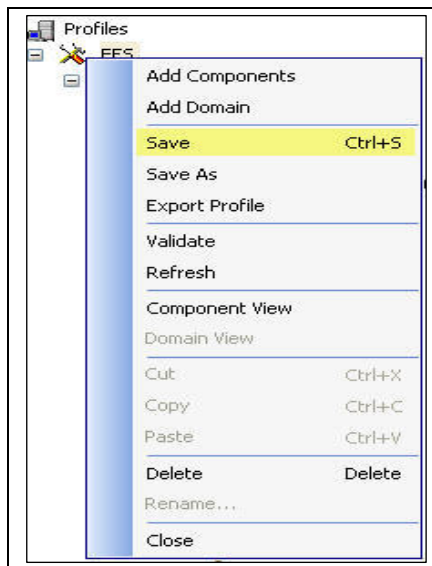 Profiles
EFS
Add Components
Add Domain
Save Ctrl+S
Save As
Export Profile
Validate
Refresh
Component View
Domain View
Cut Ctrl+X
Copy Ctrl+C
Paste Ctrl+V
Delete Delete
Rename...
Close